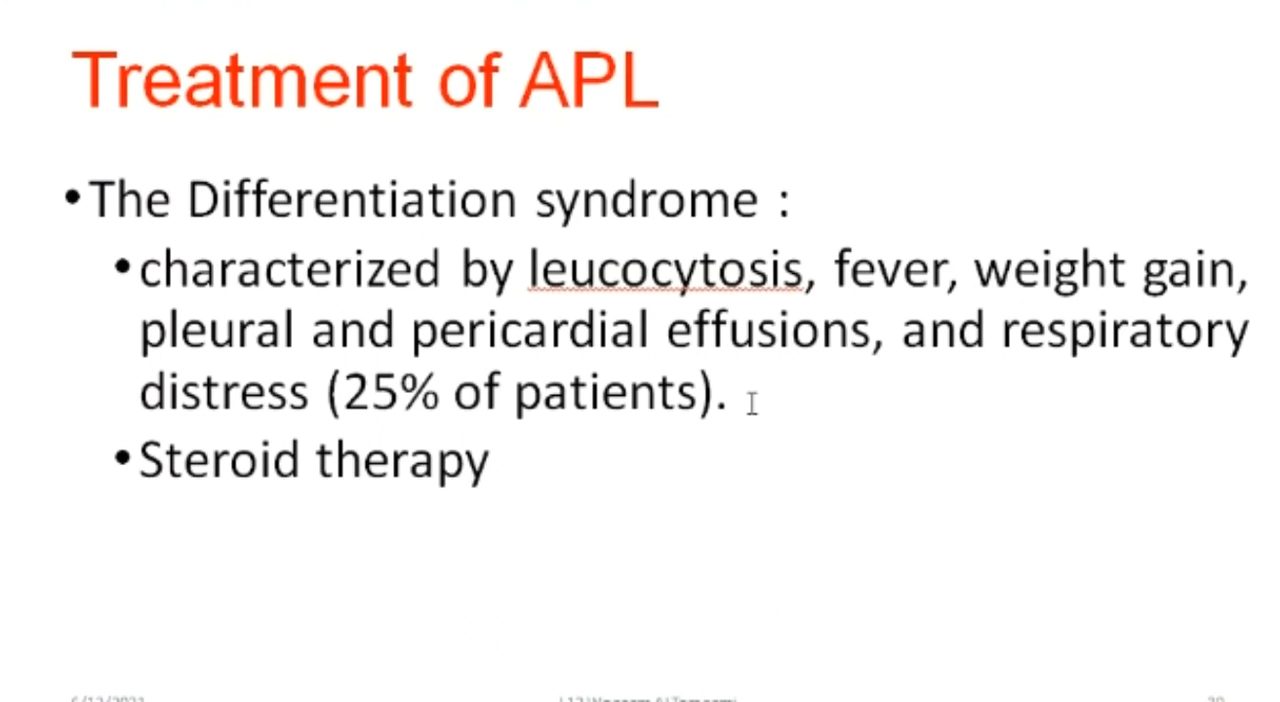 Treatment of APL
•The Differentiation syndrome :
•characterized by leucocytosis, fever, weight gain,
pleural and pericardial effusions, and respiratory
distress (25% of patients).
•Steroid therapy